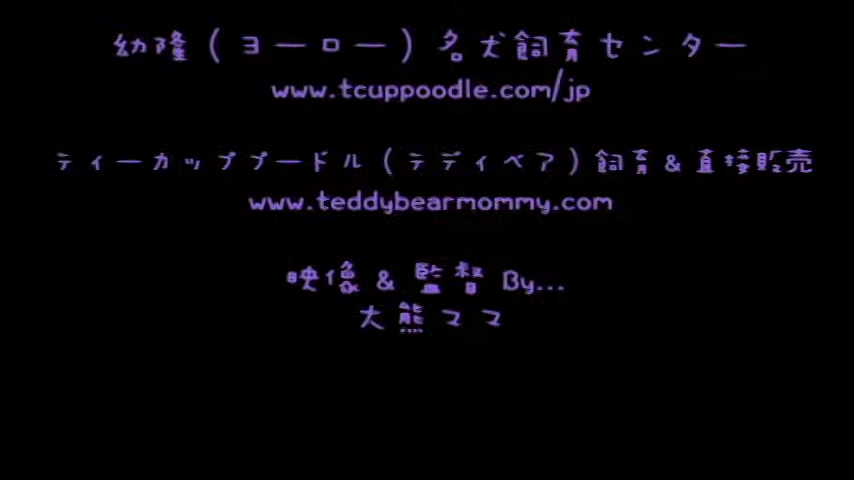 幼隆(ヨーロー)名犬飼育センター
www.tcuppoodle.com/jp
ティーカッププードル(テディベア)飼育&直接販売
www.teddybearmommy.com
映像&監督 By...
大熊ママ